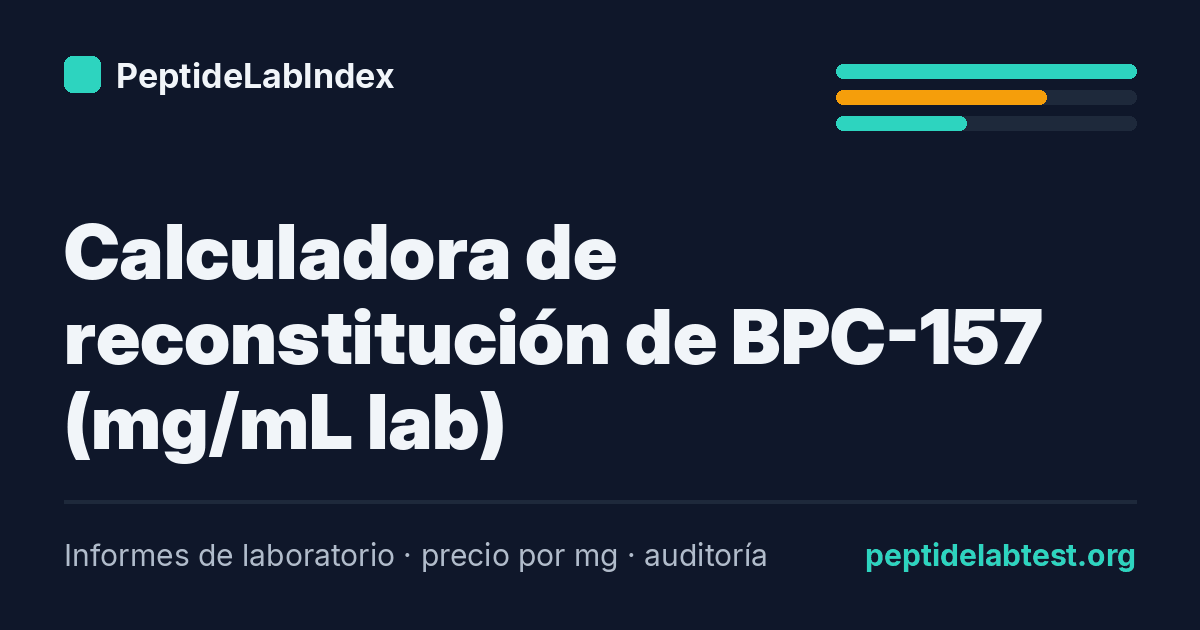 PeptideLabIndex
Calculadora de
reconstitución de BPC-157
(mg/mL lab)
Informes de laboratorio · precio por mg · auditoría
peptidelabtest.org